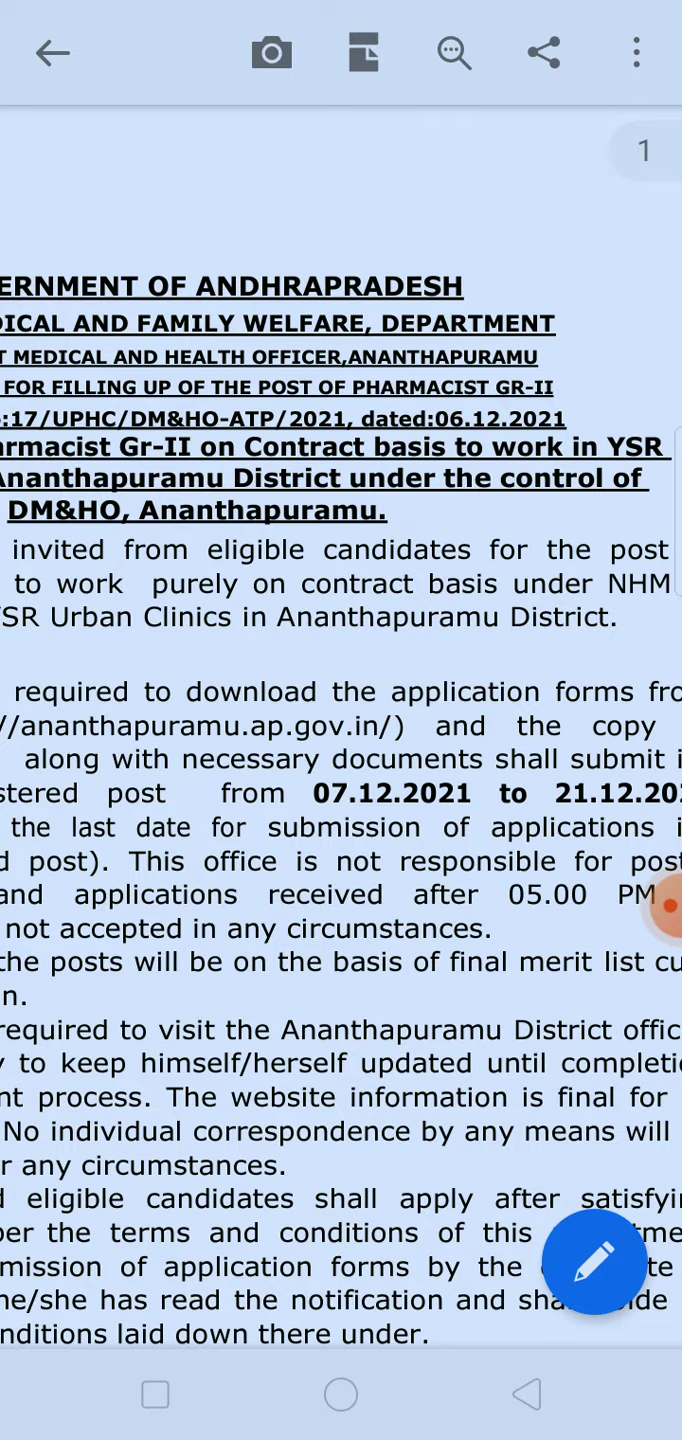 1
ERNMENT OF ANDHRAPRADESH
DICAL AND FAMILY WELFARE, DEPARTMENT
T MEDICAL AND HEALTH OFFICER,ANANTHAPURAMU
FOR FILLING UP OF THE POST OF PHARMACIST GR-II
:17/UPHC/DM&HO-ATP/2021, dated:06.12.2021
armacist Gr-II on Contract basis to work in YSR
Ananthapuramu District under the control of
DM&HO, Ananthapuramu.
invited from eligible candidates for the post
to work purely on contract basis under NHM
YSR Urban Clinics in Ananthapuramu District.
required to download the application forms fro
//ananthapuramu.ap.gov.in/) and the copy
along with necessary documents shall submit i
stered post from 07.12.2021 to 21.12.202
the last date for submission of applications i
d post). This office is not responsible for post
and applications received after 05.00 PM
not accepted in any circumstances.
the posts will be on the basis of final merit list cu
n.
required to visit the Ananthapuramu District offic
y to keep himself/herself updated until completi
nt process. The website information is final for
No individual correspondence by any means will
r any circumstances.
d eligible candidates shall apply after satisfyi
per the terms and conditions of this tme
mission of application forms by the te
he/she has read the notification and sha ide
nditions laid down there under.